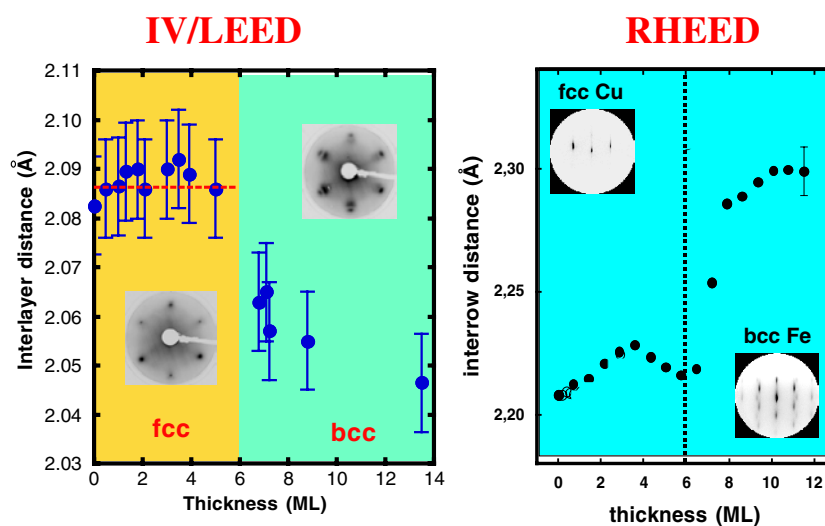 IV/LEED
2.11
2.10
2.09
2.08
2.07
2.06
2.05
2.04
2.03
Interlayer distance (Å)
fcc
bcc
0 2 4 6 8 10 12 14
Thickness (ML)
RHEED
fcc Cu
2,30
2,25
2,20
interrow distance (Å)
bcc Fe
0 2 4 6 8 10 12
thickness (ML)